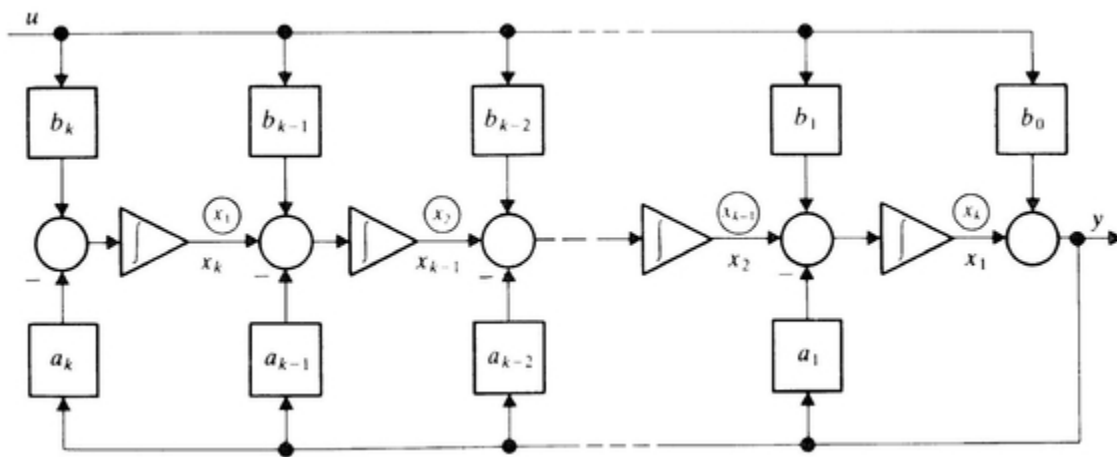 u
b_k b_{k-1} b_{k-2} b_1 b_0
∫ x_1 ∫ x_2 ∫ x_{k-1} ∫ x_k y
− x_k − x_{k-1} − x_2 − x_1
a_k a_{k-1} a_{k-2} a_1